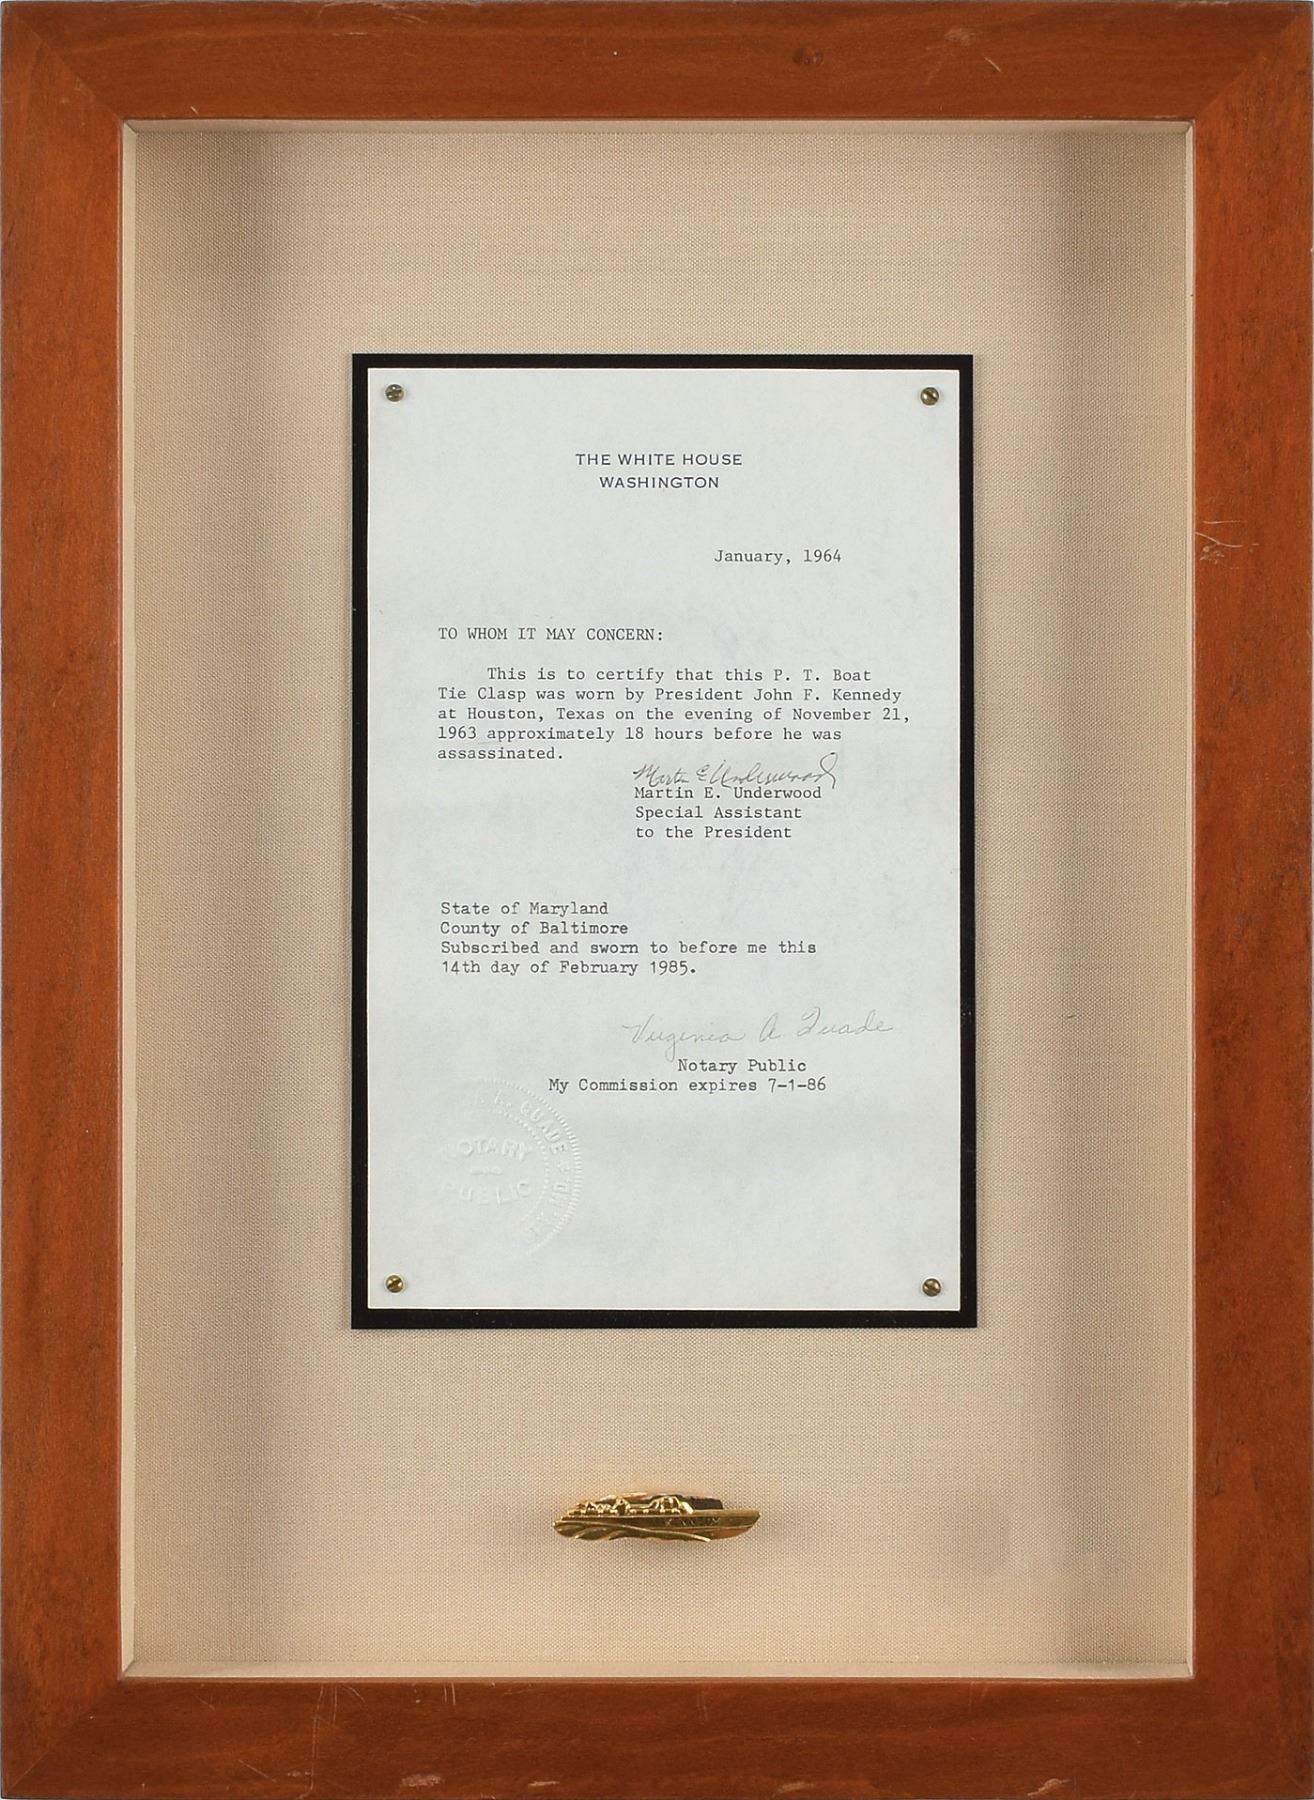 THE WHITE HOUSE
WASHINGTON
January, 1964
TO WHOM IT MAY CONCERN:
This is to certify that this P. T. Boat
Tie Clasp was worn by President John F. Kennedy
at Houston, Texas on the evening of November 21,
1963 approximately 18 hours before he was
assassinated.
Martin E Underwood
Martin E. Underwood
Special Assistant
to the President
State of Maryland
County of Baltimore
Subscribed and sworn to before me this
14th day of February 1985.
Virginia A Quade
Notary Public
My Commission expires 7-1-86
QUADE
NOTARY
PUBLIC